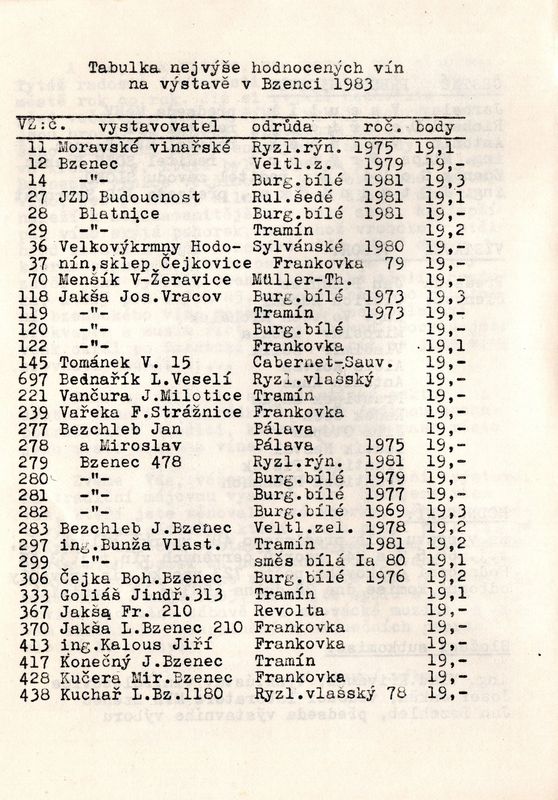 Tabulka nejvýše hodnocených vín
na výstavě v Bzenci 1983
VZ:č. vystavovatel odrůda roč. body
11 Moravské vinařské Ryzl.rýn. 1975 19,1
12 Bzenec Veltl.z. 1979 19,-
14 -"- Burg.bílé 1981 19,3
27 JZD Budoucnost Rul.šedé 1981 19,1
28 Blatnice Burg.bílé 1981 19,-
29 -"- Tramín 19,2
36 Velkovýkrmny Hodo- Sylvánské 1980 19,-
37 nín,sklep Čejkovice Frankovka 79 19,-
70 Menšík V-Žeravice Müller-Th. 19,-
118 Jakša Jos.Vracov Burg.bílé 1973 19,3
119 -"- Tramín 1973 19,-
120 -"- Burg.bílé 19,-
122 -"- Frankovka 19,1
145 Tománek V. 15 Cabernet-Sauv. 19,-
697 Bednařík L.Veselí Ryzl.vlašský 19,-
221 Vančura J.Milotice Tramín 19,-
239 Vařeka F.Strážnice Frankovka 19,-
277 Bezchleb Jan Pálava 19,-
278 a Miroslav Pálava 1975 19,-
279 Bzenec 478 Ryzl.rýn. 1981 19,-
280 -"- Burg.bílé 1979 19,-
281 -"- Burg.bílé 1977 19,-
282 -"- Burg.bílé 1969 19,3
283 Bezchleb J.Bzenec Veltl.zel. 1978 19,2
297 ing.Bunža Vlast. Tramín 1981 19,2
299 -"- směs bílá Ia 80 19,1
306 Čejka Boh.Bzenec Burg.bílé 1976 19,2
333 Goliáš Jindř.313 Tramín 19,1
367 Jakša Fr. 210 Revolta 19,-
370 Jakša L.Bzenec 210 Frankovka 19,-
413 ing.Kalous Jiří Frankovka 19,-
417 Konečný J.Bzenec Tramín 19,-
428 Kučera Mir.Bzenec Frankovka 19,-
438 Kuchař L.Bz.1180 Ryzl.vlašský 78 19,-